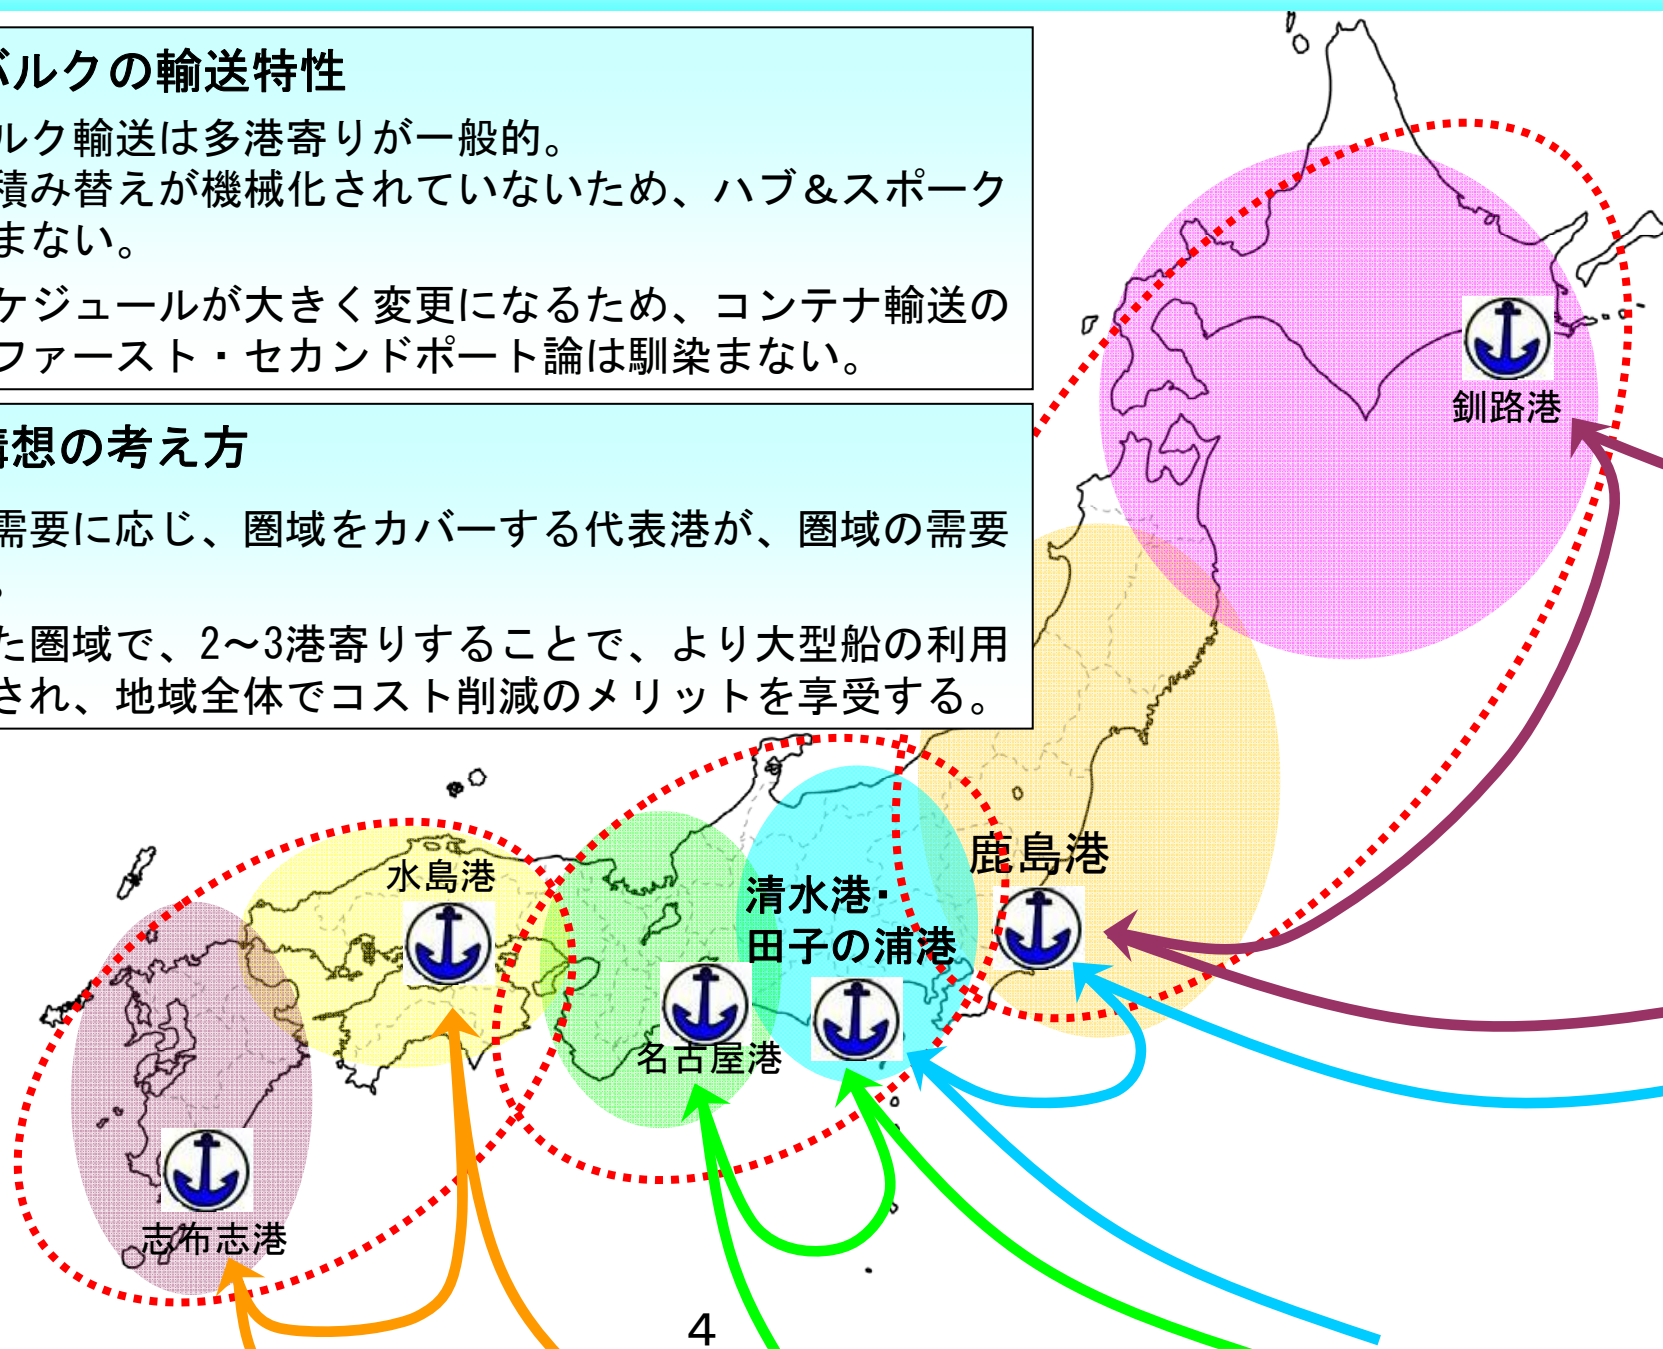 バルクの輸送特性
ルク輸送は多港寄りが一般的。
積み替えが機械化されていないため、ハブ＆スポーク
まない。
ケジュールが大きく変更になるため、コンテナ輸送の
ファースト・セカンドポート論は馴染まない。
構想の考え方
需要に応じ、圏域をカバーする代表港が、圏域の需要
。
た圏域で、2～3港寄りすることで、より大型船の利用
され、地域全体でコスト削減のメリットを享受する。
釧路港
鹿島港
水島港
清水港・
田子の浦港
名古屋港
志布志港
4